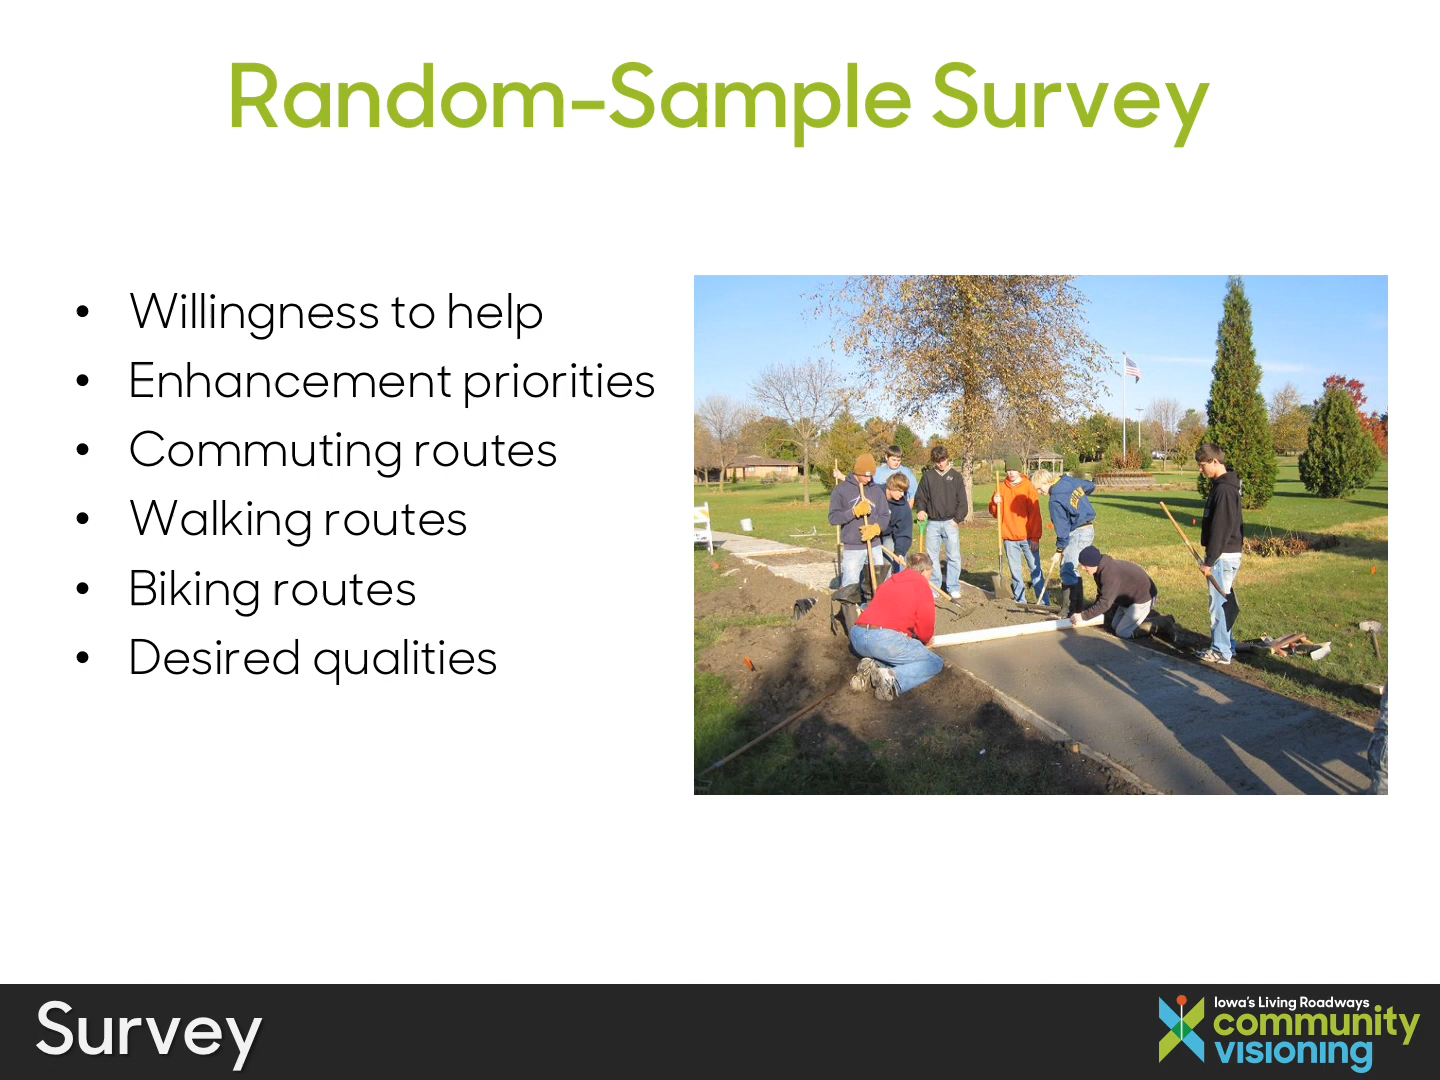 Random-Sample Survey
• Willingness to help
• Enhancement priorities
• Commuting routes
• Walking routes
• Biking routes
• Desired qualities
Survey
Iowa's Living Roadways
community
visioning